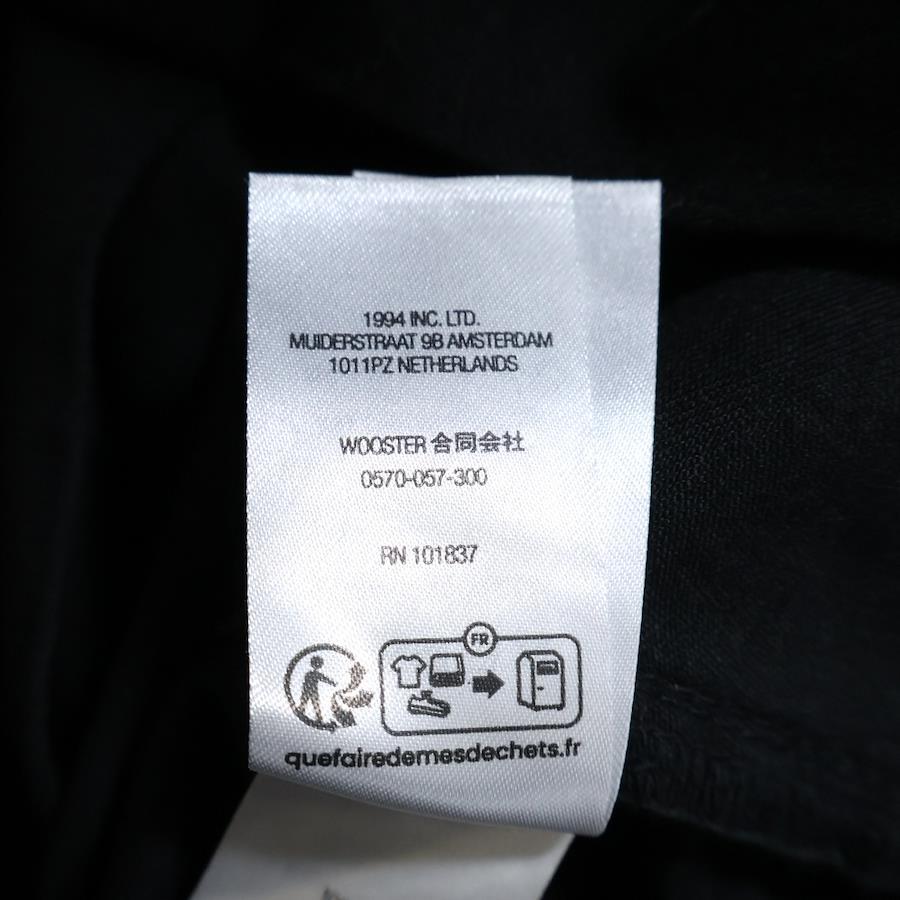 1994 INC. LTD.
MUIDERSTRAAT 9B AMSTERDAM
1011PZ NETHERLANDS
WOOSTER 合同会社
0570-057-300
RN 101837
FR
quefairedemesdechets.fr